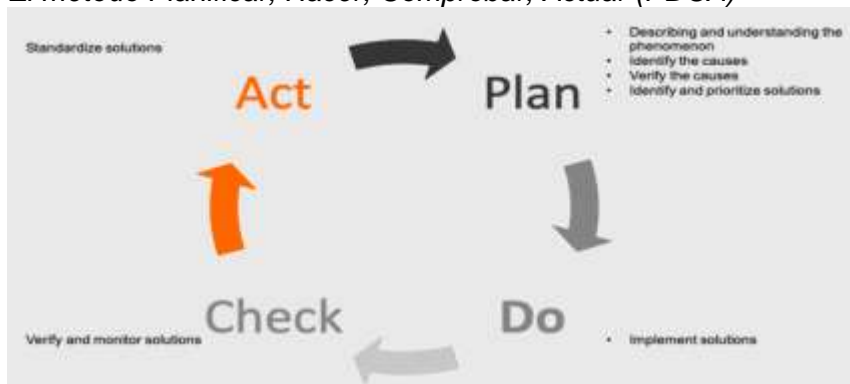 El método Planificar, Hacer, Comprobar, Actuar (PDCA)
Standardize solutions
Act
Plan
• Describing and understanding the
phenomenon
• Identify the causes
• Verify the causes
• Identify and prioritize solutions
Check
Do
Verify and monitor solutions
• Implement solutions